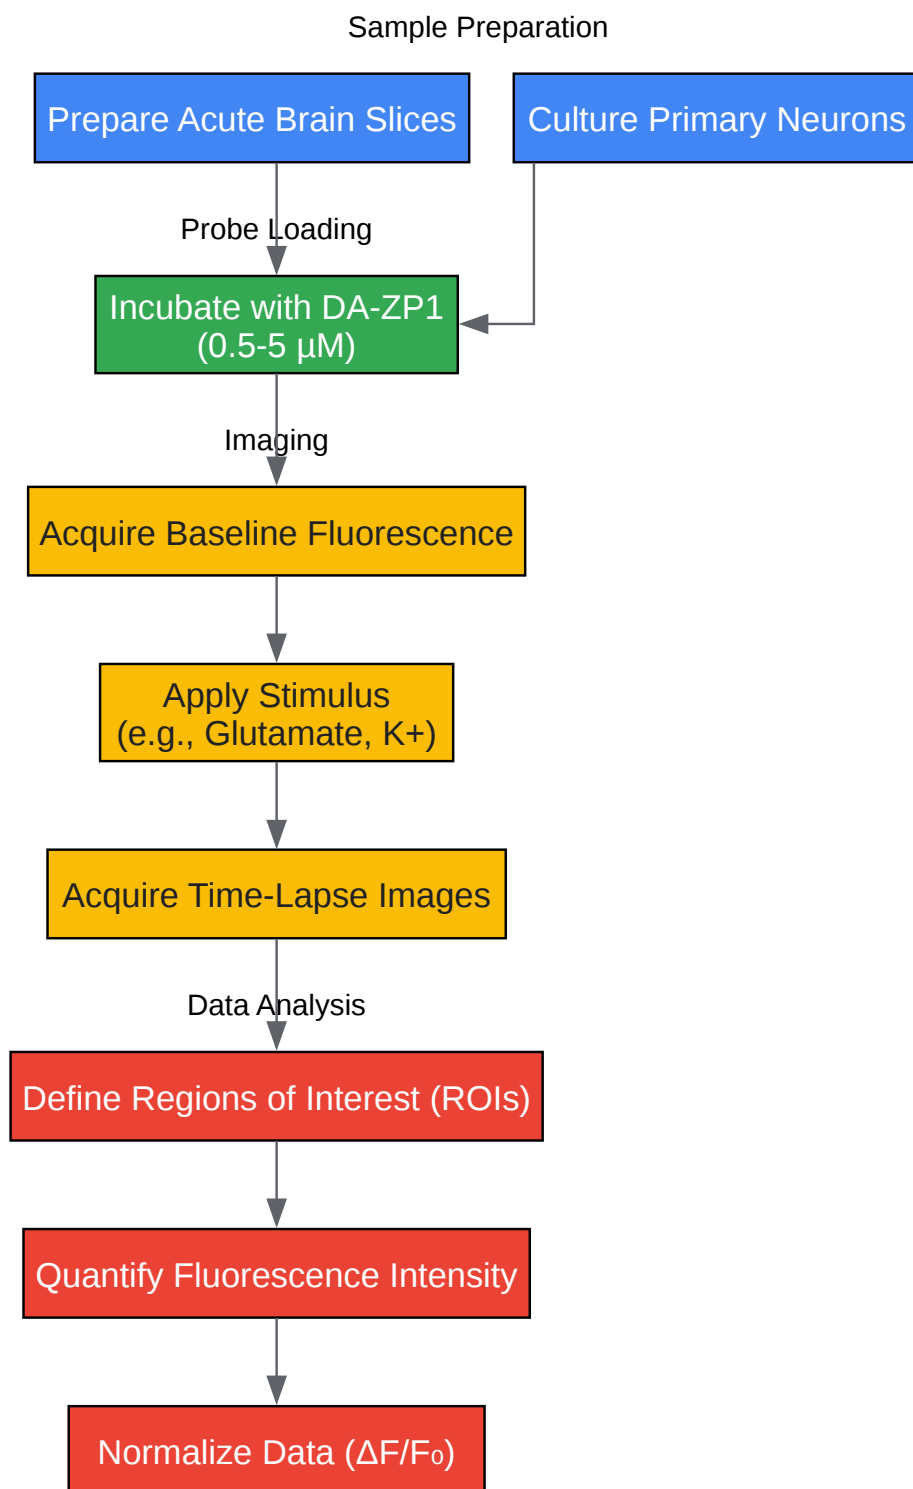 Sample Preparation
Prepare Acute Brain Slices
Culture Primary Neurons
Probe Loading
Incubate with DA-ZP1
(0.5-5 µM)
Imaging
Acquire Baseline Fluorescence
Apply Stimulus
(e.g., Glutamate, K+)
Acquire Time-Lapse Images
Data Analysis
Define Regions of Interest (ROIs)
Quantify Fluorescence Intensity
Normalize Data (ΔF/F₀)